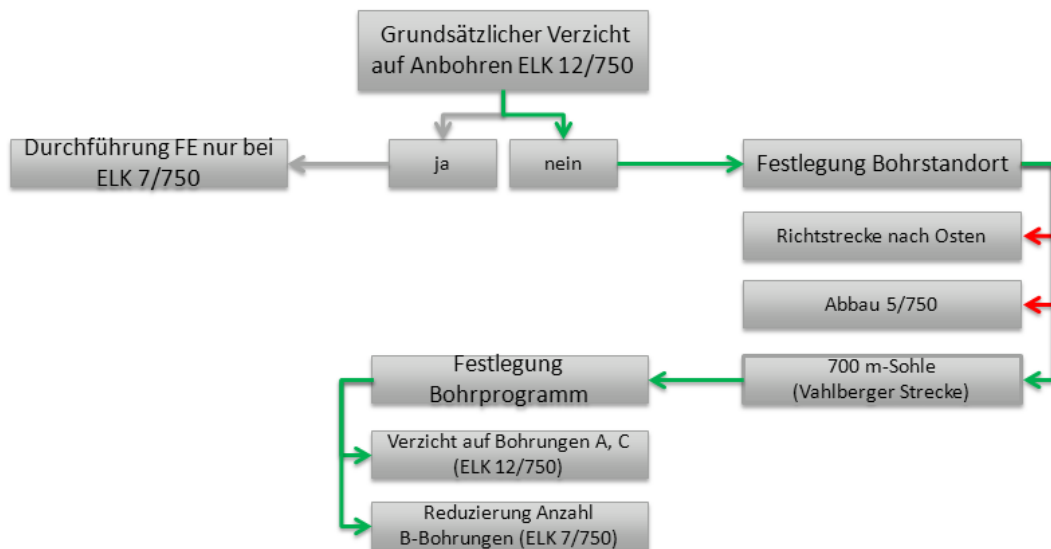 Grundsätzlicher Verzicht
auf Anbohren ELK 12/750
Durchführung FE nur bei
ELK 7/750
ja
nein
Festlegung Bohrstandort
Richtstrecke nach Osten
Abbau 5/750
700 m-Sohle
(Vahlberger Strecke)
Festlegung
Bohrprogramm
Verzicht auf Bohrungen A, C
(ELK 12/750)
Reduzierung Anzahl
B-Bohrungen (ELK 7/750)